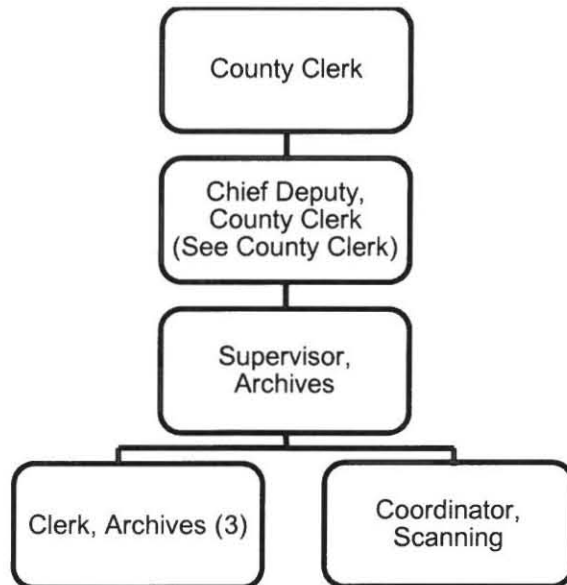 County Clerk
Chief Deputy,
County Clerk
(See County Clerk)
Supervisor,
Archives
Clerk, Archives (3)
Coordinator,
Scanning